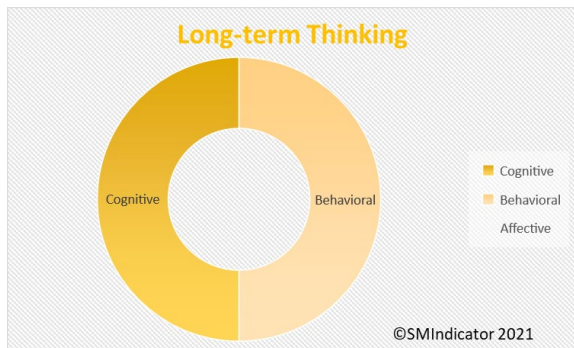 Long-term Thinking
Cognitive
Behavioral
Cognitive
Behavioral
Affective
©SMIndicator 2021